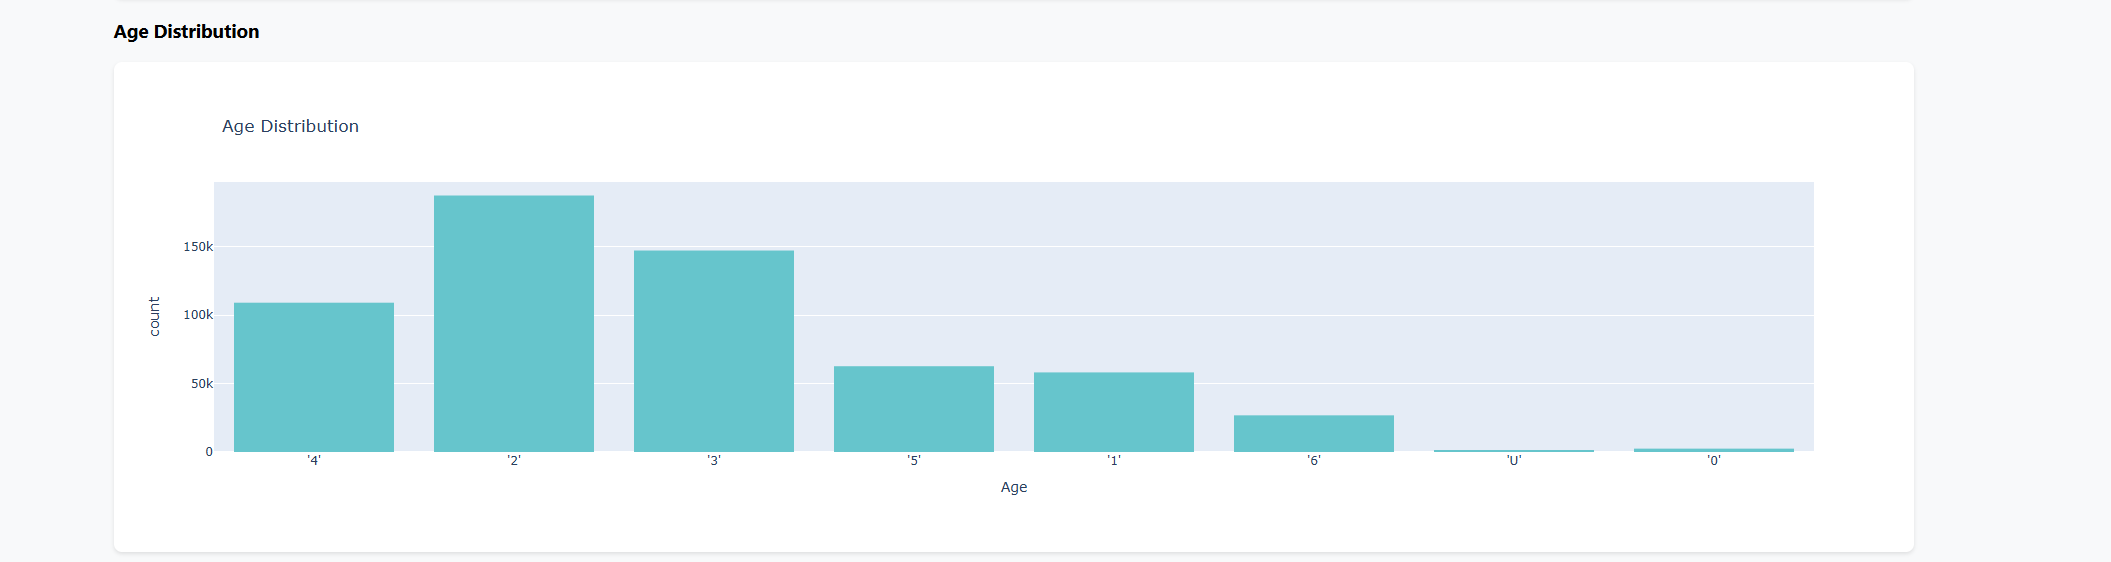 Age Distribution
Age Distribution
150k
100k
50k
0
count
'4' '2' '3' '5' '1' '6' 'U' '0'
Age